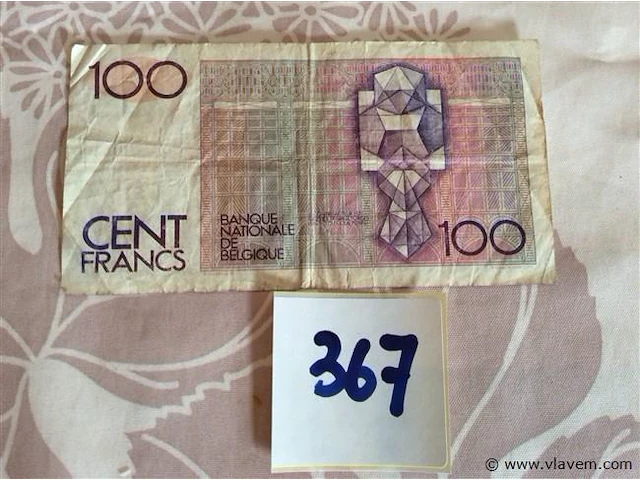 100
CENT
FRANCS
BANQUE
NATIONALE
DE
BELGIQUE
100
367
© www.vlavem.com